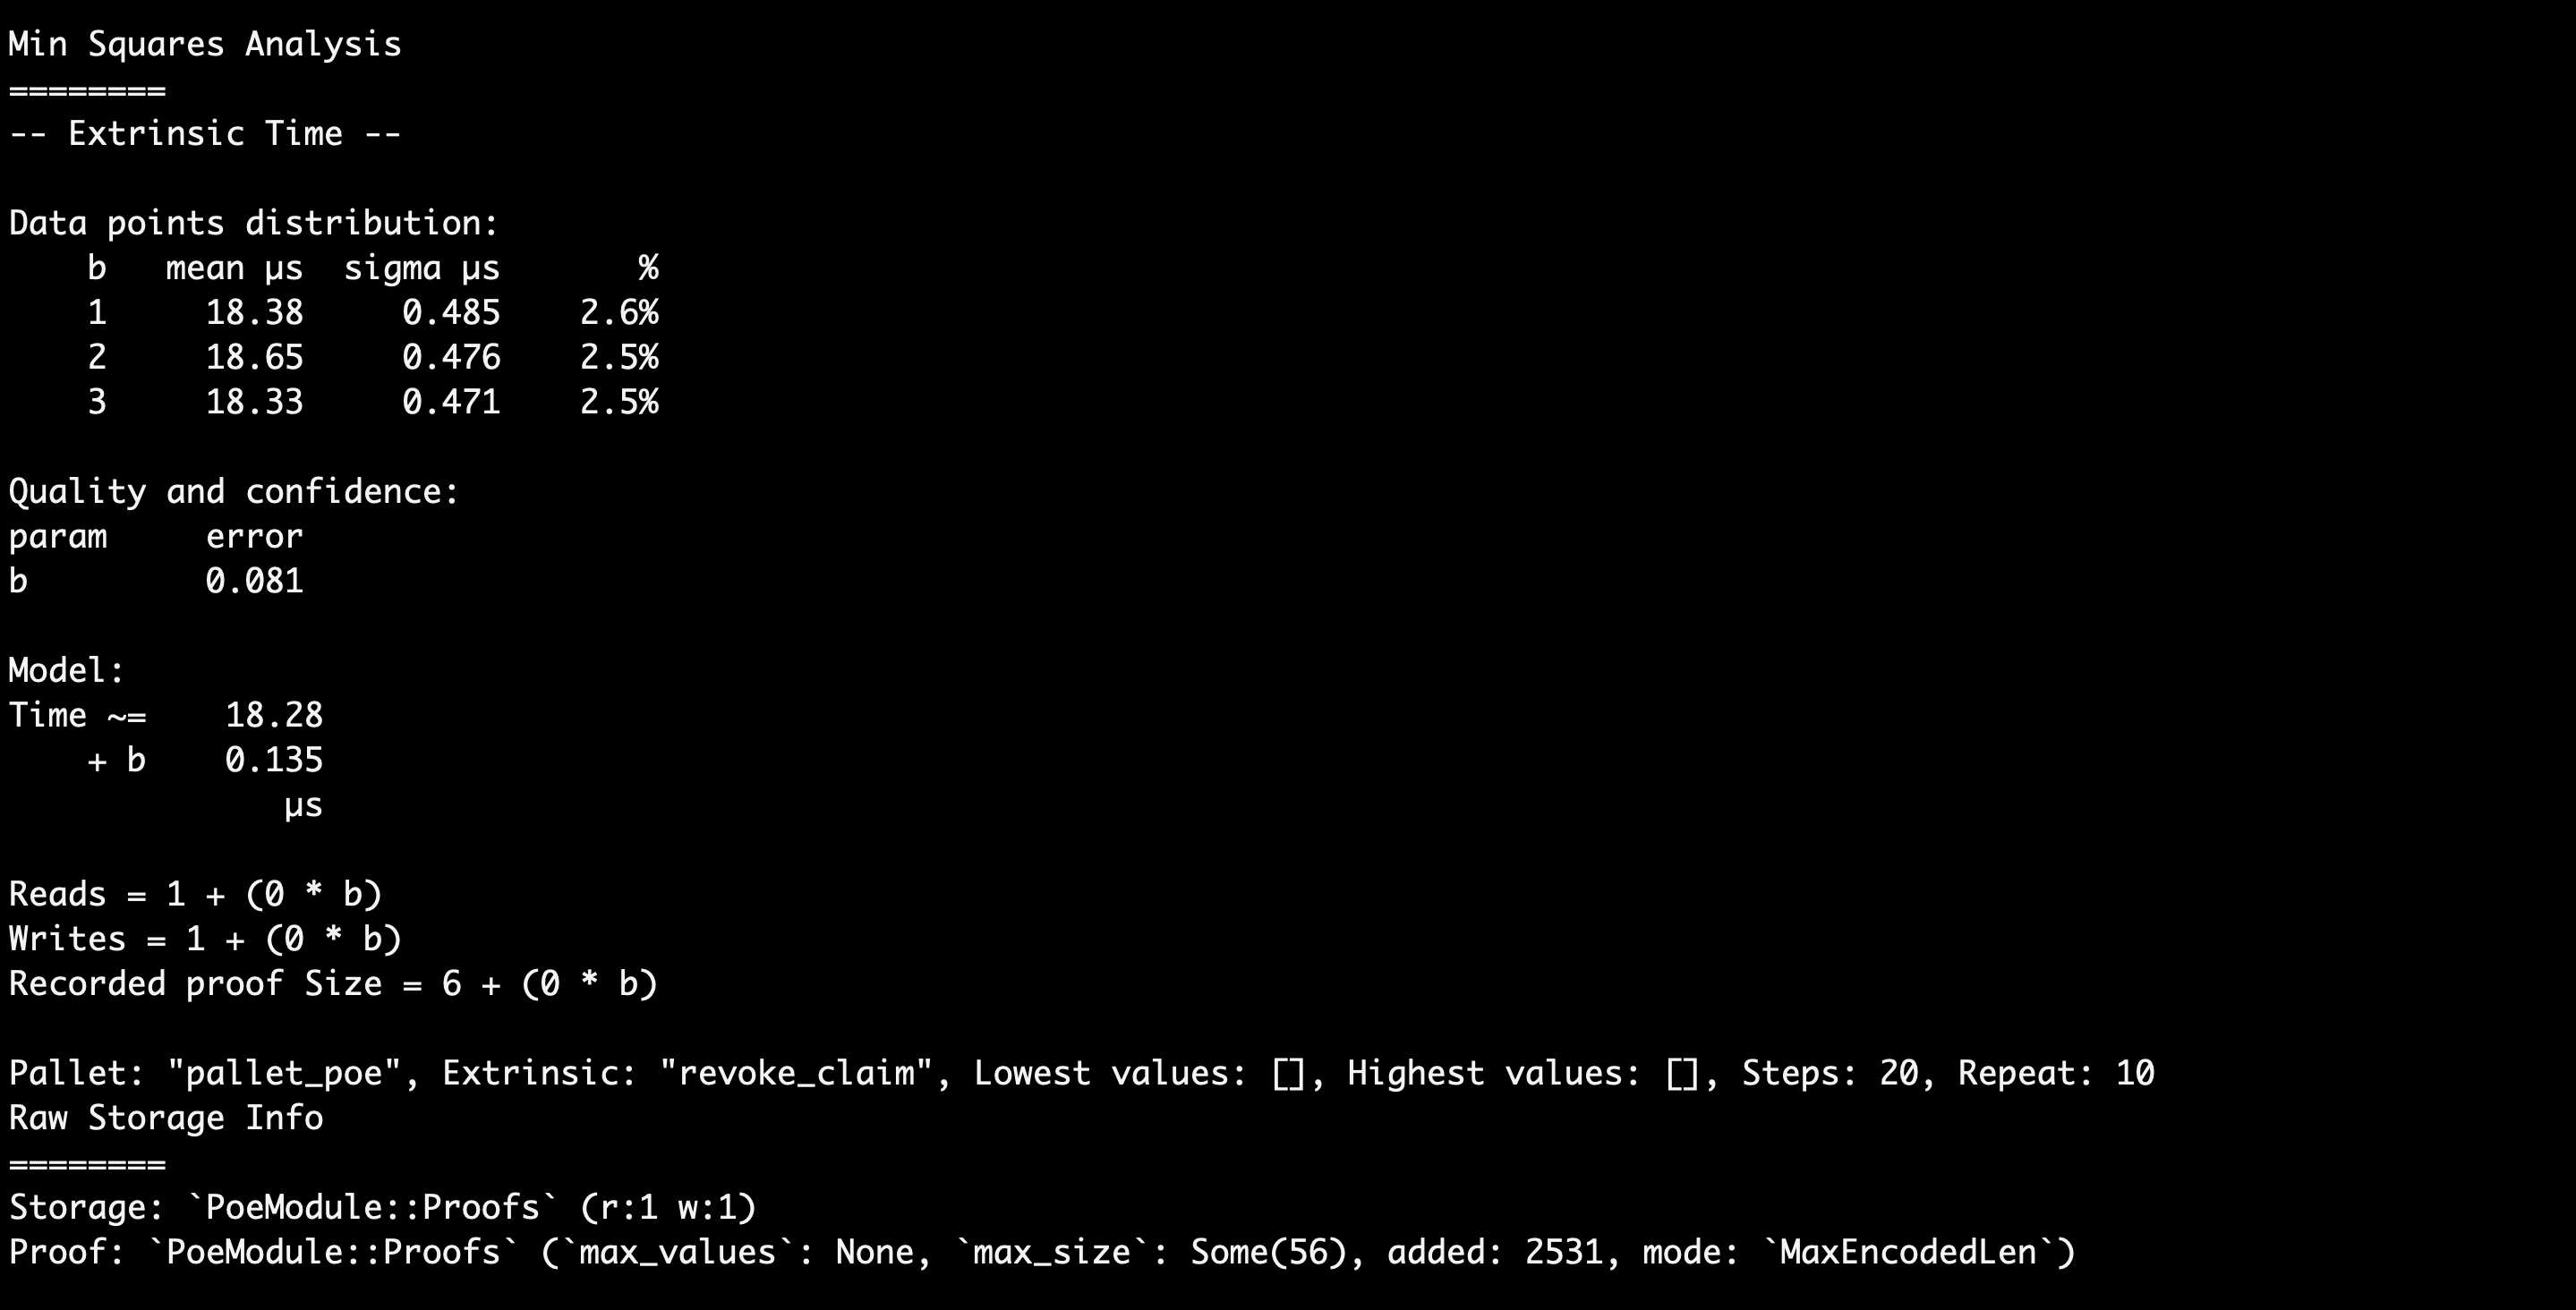 Min Squares Analysis
========
-- Extrinsic Time --
Data points distribution:
    b   mean µs  sigma µs       %
    1     18.38     0.485    2.6%
    2     18.65     0.476    2.5%
    3     18.33     0.471    2.5%
Quality and confidence:
param     error
b         0.081
Model:
Time ~=    18.28
    + b    0.135
              µs
Reads = 1 + (0 * b)
Writes = 1 + (0 * b)
Recorded proof Size = 6 + (0 * b)
Pallet: "pallet_poe", Extrinsic: "revoke_claim", Lowest values: [], Highest values: [], Steps: 20, Repeat: 10
Raw Storage Info
========
Storage: `PoeModule::Proofs` (r:1 w:1)
Proof: `PoeModule::Proofs` (`max_values`: None, `max_size`: Some(56), added: 2531, mode: `MaxEncodedLen`)